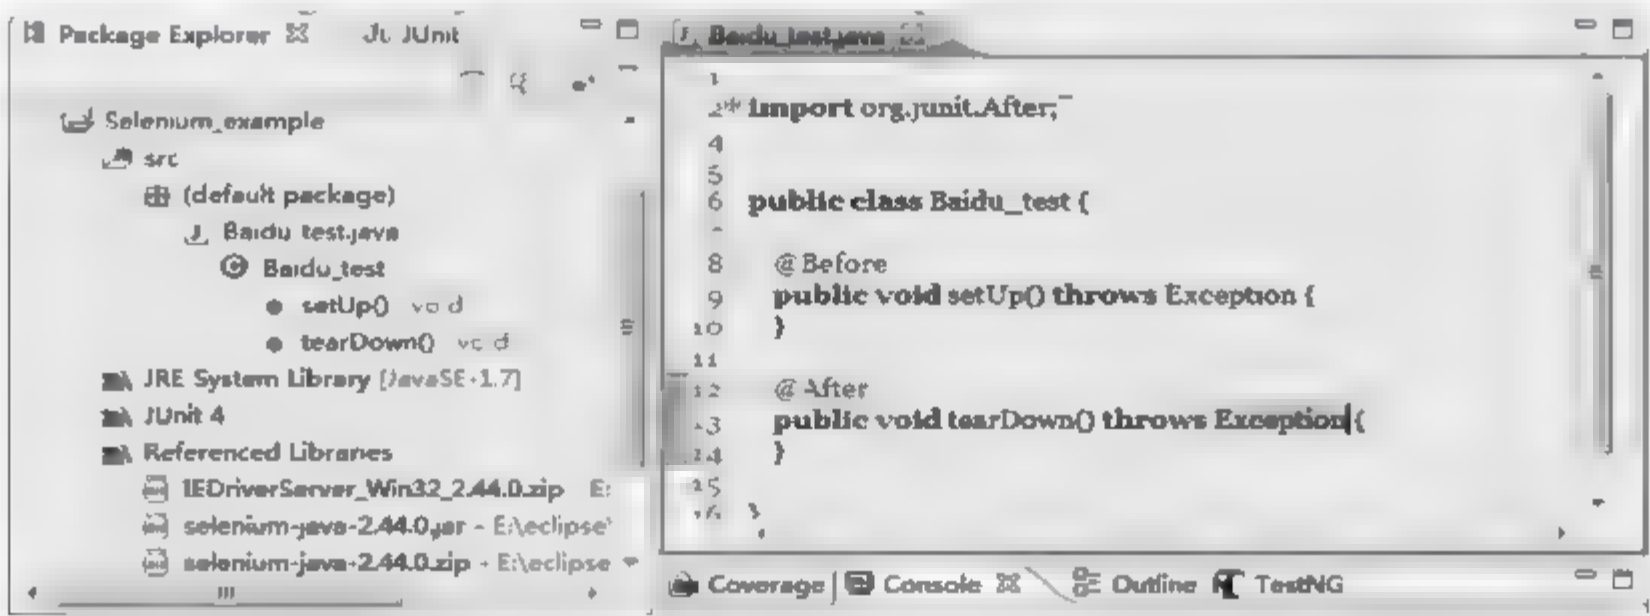 Package Explorer JUnit
Selenium_example
src
(default package)
Baidu_test.java
Baidu_test
setUp() void
tearDown() void
JRE System Library [JavaSE-1.7]
JUnit 4
Referenced Libraries
IEDriverServer_Win32_2.44.0.zip E:
selenium-java-2.44.0.jar - E:\eclipse\
selenium-java-2.44.0.zip - E:\eclipse
Baidu_test.java
1
2 import org.junit.After;
4
5
6 public class Baidu_test {
8 @Before
9 public void setUp() throws Exception {
10 }
11
12 @After
13 public void tearDown() throws Exception {
14 }
15
16 }
Coverage Console Outline TestNG